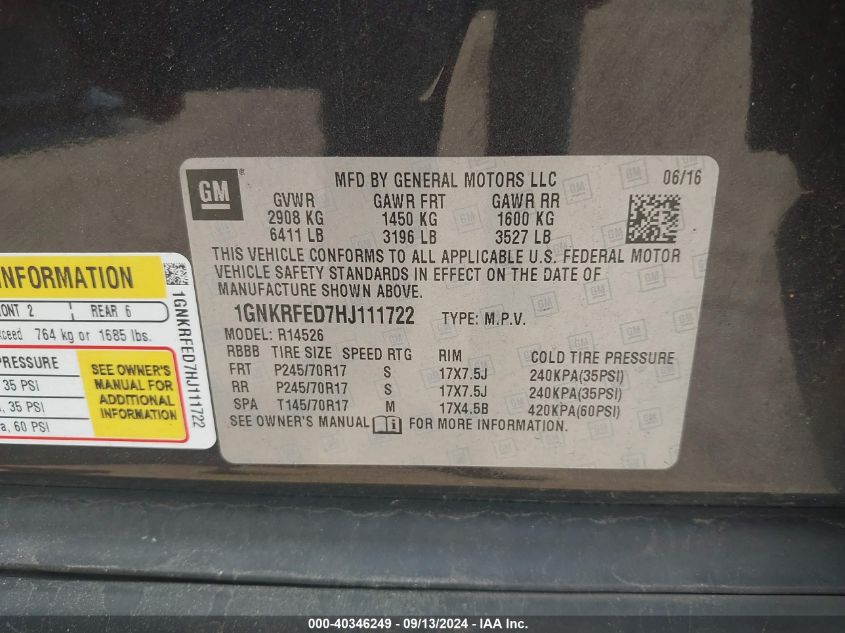 GM
®
MFD BY GENERAL MOTORS LLC 06/16
GVWR GAWR FRT GAWR RR
2908 KG 1450 KG 1600 KG
6411 LB 3196 LB 3527 LB
THIS VEHICLE CONFORMS TO ALL APPLICABLE U.S. FEDERAL MOTOR
VEHICLE SAFETY STANDARDS IN EFFECT ON THE DATE OF
MANUFACTURE SHOWN ABOVE.
1GNKRFED7HJ111722 TYPE: M.P.V.
MODEL: R14526
RBBB TIRE SIZE SPEED RTG RIM COLD TIRE PRESSURE
FRT P245/70R17 S 17X7.5J 240KPA(35PSI)
RR P245/70R17 S 17X7.5J 240KPA(35PSI)
SPA T145/70R17 M 17X4.5B 420KPA(60PSI)
SEE OWNER'S MANUAL FOR MORE INFORMATION.
INFORMATION
2 REAR 6
764 kg or 1685 lbs.
PRESSURE
35 PSI
35 PSI
60 PSI
SEE OWNER'S
MANUAL FOR
ADDITIONAL
INFORMATION
1GNKRFED7HJ111722
000-40346249 - 09/13/2024 - IAA Inc.